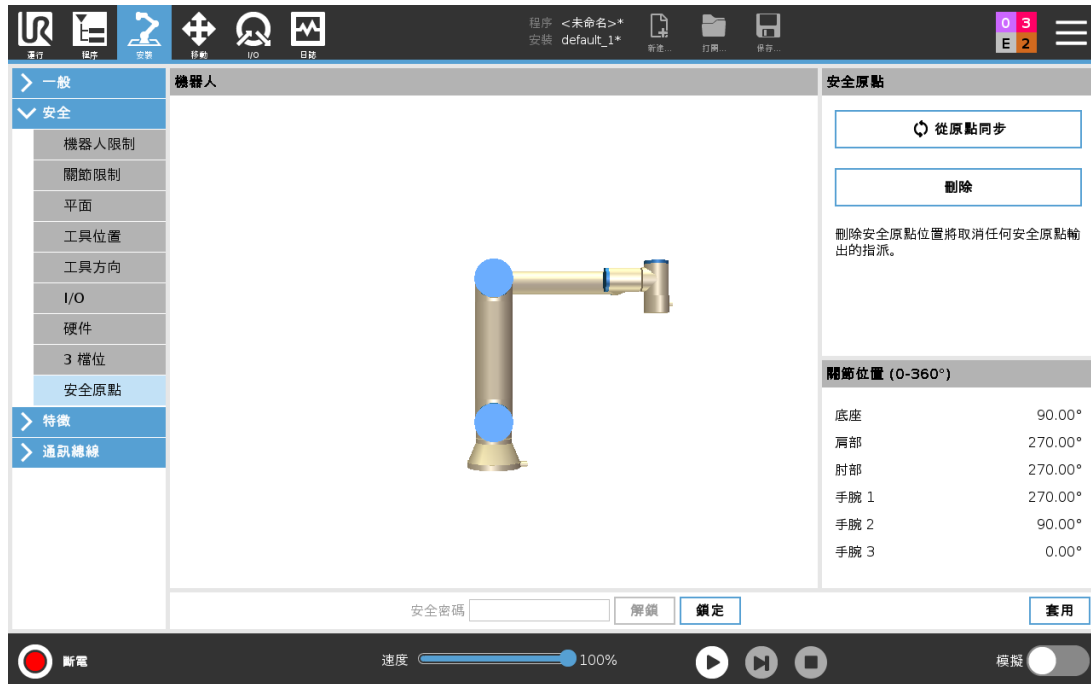 程序 <未命名>*
安裝 default_1*
運行
程序
安裝
移動
I/O
日誌
新建...
打開...
保存...
0 3
E 2
一般
安全
機器人限制
關節限制
平面
工具位置
工具方向
I/O
硬件
3 檔位
安全原點
特徵
通訊總線
機器人
安全原點
從原點同步
刪除
刪除安全原點位置將取消任何安全原點輸
出的指派。
關節位置 (0-360°)
底座 90.00°
肩部 270.00°
肘部 270.00°
手腕 1 270.00°
手腕 2 90.00°
手腕 3 0.00°
安全密碼 解鎖 鎖定 套用
斷電 速度 100% 模擬